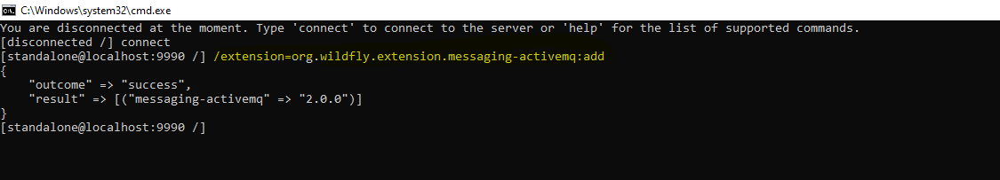 C:\Windows\system32\cmd.exe
You are disconnected at the moment. Type 'connect' to connect to the server or 'help' for the list of supported commands.
[disconnected /] connect
[standalone@localhost:9990 /] /extension=org.wildfly.extension.messaging-activemq:add
{
    "outcome" => "success",
    "result" => [("messaging-activemq" => "2.0.0")]
}
[standalone@localhost:9990 /]